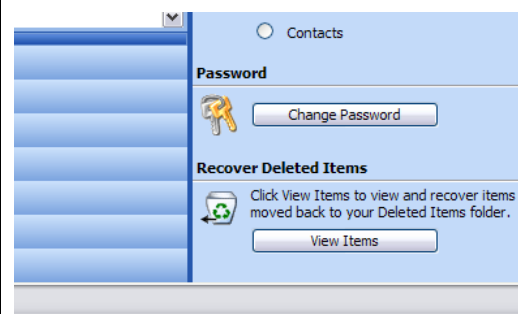 Contacts
Password
Change Password
Recover Deleted Items
Click View Items to view and recover items
moved back to your Deleted Items folder.
View Items